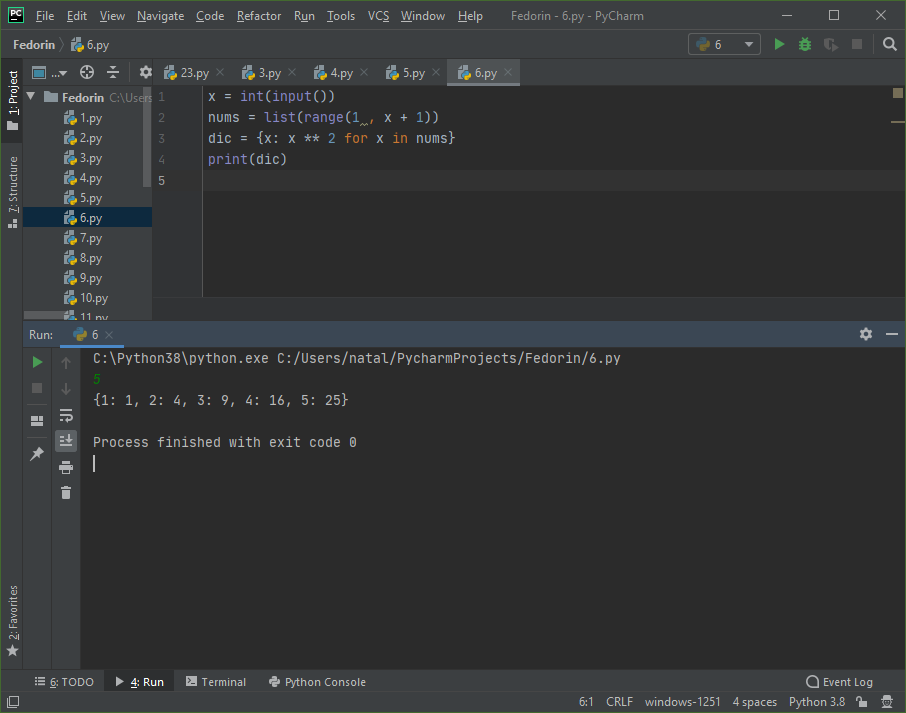 PC File Edit View Navigate Code Refactor Run Tools VCS Window Help Fedorin - 6.py - PyCharm
Fedorin 6.py 6
... 23.py 3.py 4.py 5.py 6.py
1: Project
Fedorin C:\Users
1.py
2.py
3.py
4.py
5.py
6.py
7.py
8.py
9.py
10.py
11.py
7: Structure
1 x = int(input())
2 nums = list(range(1 , x + 1))
3 dic = {x: x ** 2 for x in nums}
4 print(dic)
5
Run: 6
C:\Python38\python.exe C:/Users/natal/PycharmProjects/Fedorin/6.py
5
{1: 1, 2: 4, 3: 9, 4: 16, 5: 25}
Process finished with exit code 0
2: Favorites
6: TODO 4: Run Terminal Python Console Event Log
6:1 CRLF windows-1251 4 spaces Python 3.8